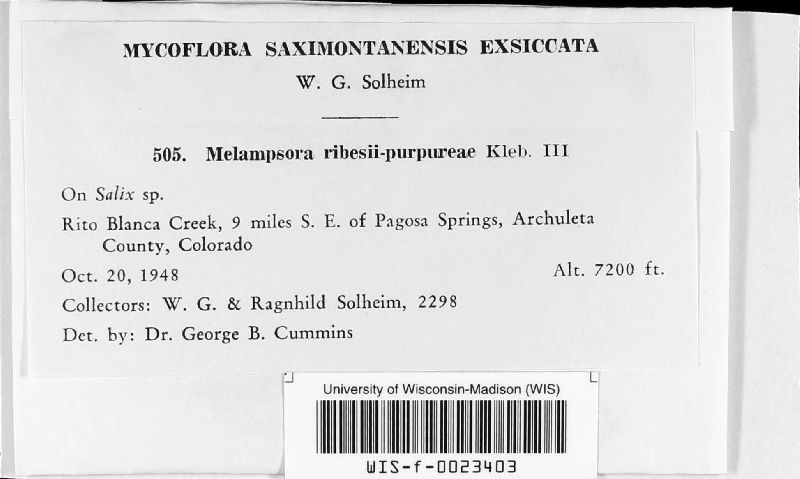 MYCOFLORA SAXIMONTANENSIS EXSICCATA
W. G. Solheim
505. Melampsora ribesii-purpureae Kleb. III
On Salix sp.
Rito Blanca Creek, 9 miles S. E. of Pagosa Springs, Archuleta
County, Colorado
Oct. 20, 1948 Alt. 7200 ft.
Collectors: W. G. & Ragnhild Solheim, 2298
Det. by: Dr. George B. Cummins
University of Wisconsin-Madison (WIS)
WIS-f-0023403